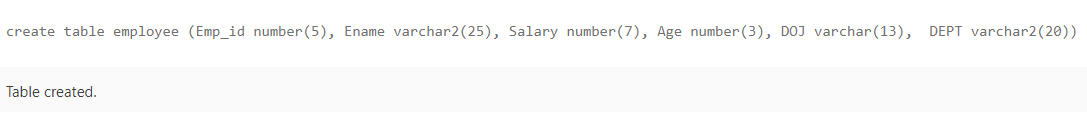 create table employee (Emp_id number(5), Ename varchar2(25), Salary number(7), Age number(3), DOJ varchar(13),  DEPT varchar2(20))
Table created.